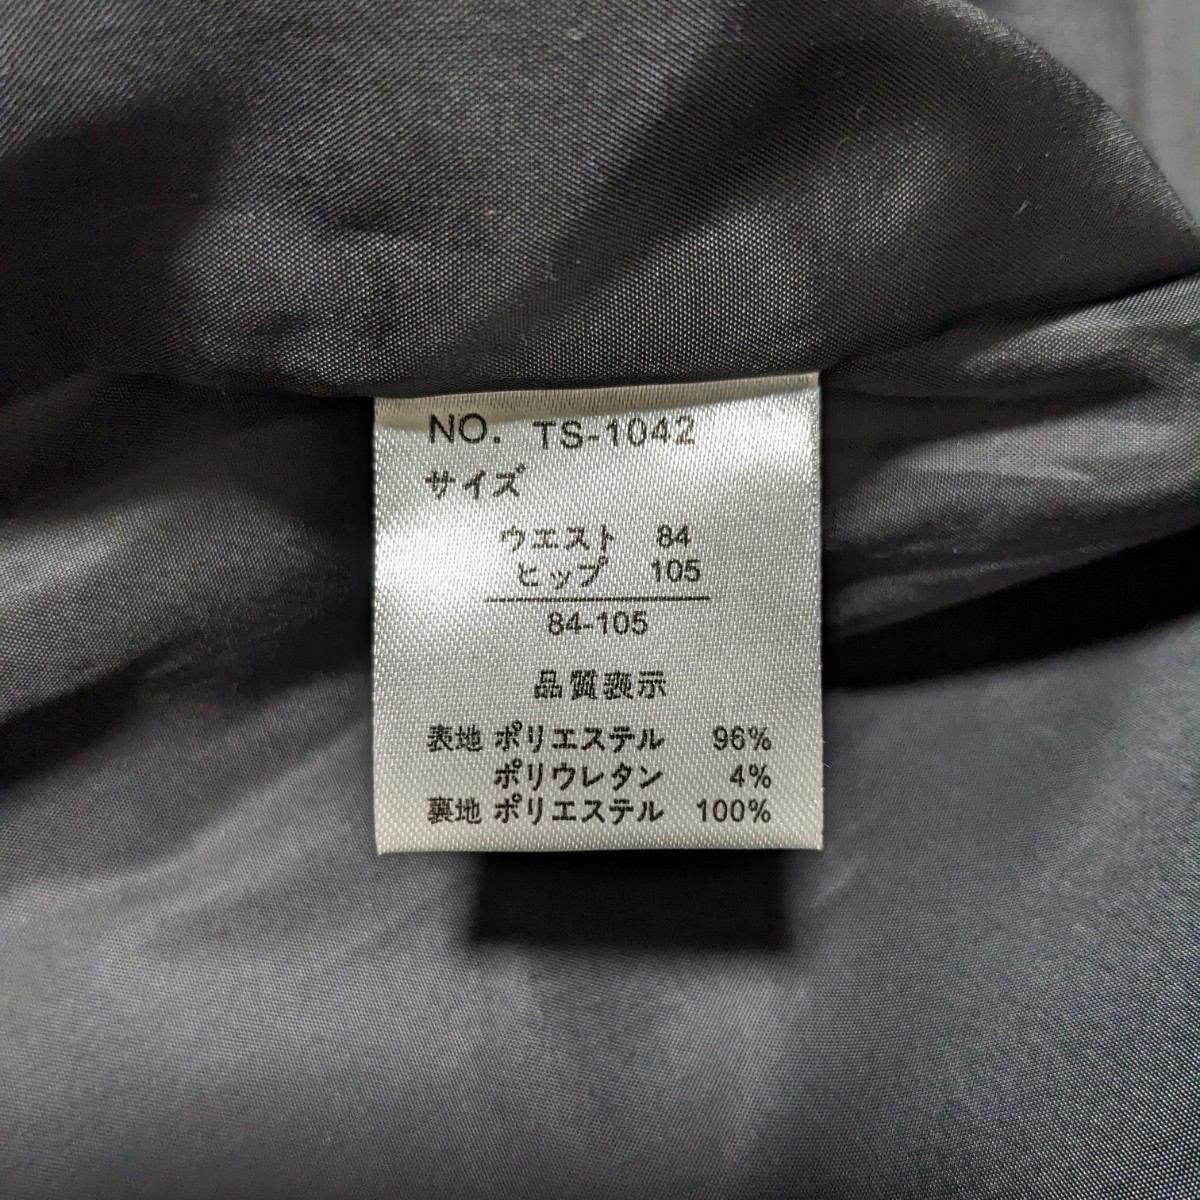 NO. TS-1042
サイズ
ウエスト 84
ヒップ 105
84-105
品質表示
表地 ポリエステル 96%
ポリウレタン 4%
裏地 ポリエステル 100%